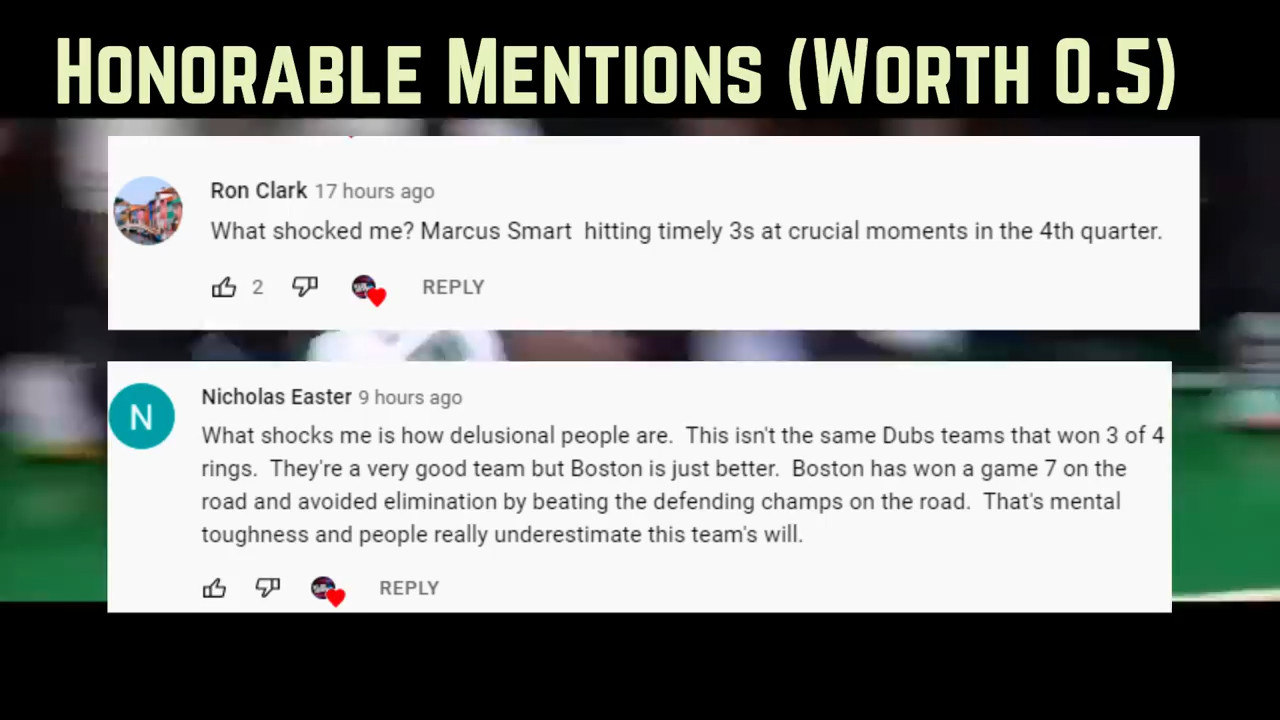 Honorable Mentions (Worth 0.5)
Ron Clark 17 hours ago
What shocked me? Marcus Smart  hitting timely 3s at crucial moments in the 4th quarter.
2 REPLY
N
Nicholas Easter 9 hours ago
What shocks me is how delusional people are.  This isn't the same Dubs teams that won 3 of 4
rings.  They're a very good team but Boston is just better.  Boston has won a game 7 on the
road and avoided elimination by beating the defending champs on the road.  That's mental
toughness and people really underestimate this team's will.
REPLY